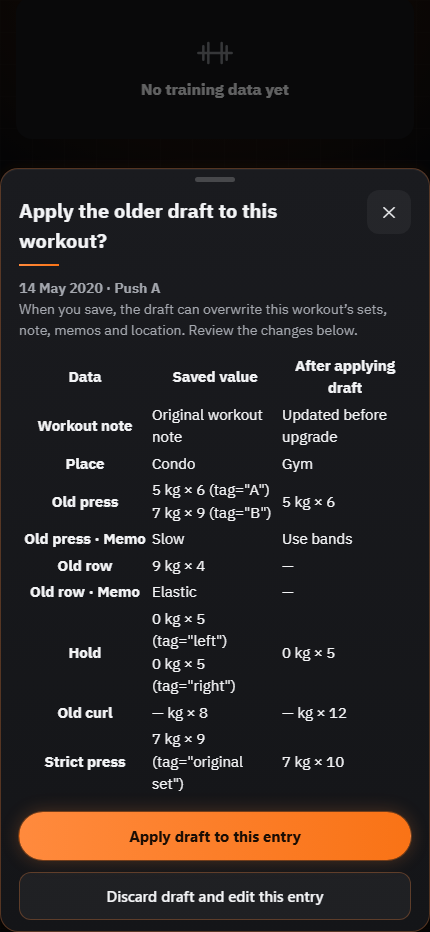 No training data yet
Apply the older draft to this
workout?
14 May 2020 · Push A
When you save, the draft can overwrite this workout’s sets,
note, memos and location. Review the changes below.
Data Saved value After applying
draft
Workout note Original workout
note Updated before
upgrade
Place Condo Gym
Old press 5 kg × 6 (tag="A")
7 kg × 9 (tag="B") 5 kg × 6
Old press · Memo Slow Use bands
Old row 9 kg × 4 —
Old row · Memo Elastic —
Hold 0 kg × 5
(tag="left")
0 kg × 5
(tag="right") 0 kg × 5
Old curl — kg × 8 — kg × 12
Strict press 7 kg × 9
(tag="original
set") 7 kg × 10
Apply draft to this entry
Discard draft and edit this entry